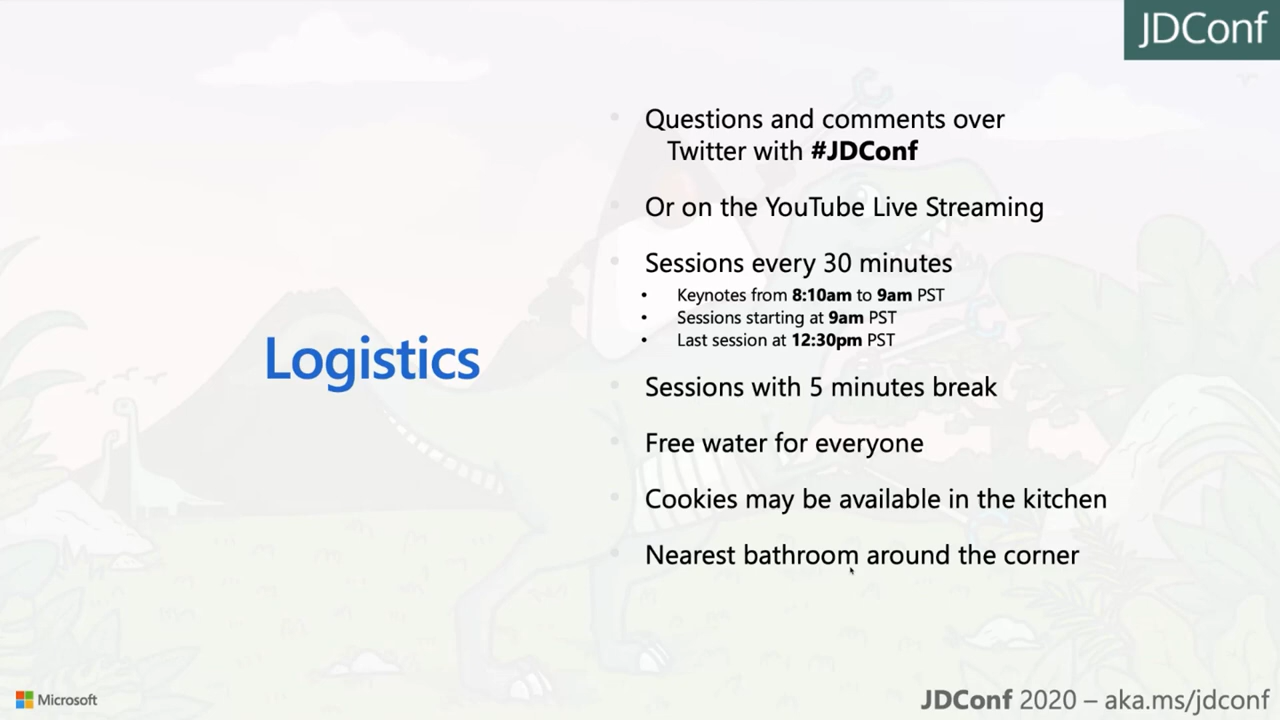 JDConf
Questions and comments over
Twitter with #JDConf
Or on the YouTube Live Streaming
Sessions every 30 minutes
• Keynotes from 8:10am to 9am PST
• Sessions starting at 9am PST
• Last session at 12:30pm PST
Logistics
Sessions with 5 minutes break
Free water for everyone
Cookies may be available in the kitchen
Nearest bathroom around the corner
Microsoft
JDConf 2020 – aka.ms/jdconf